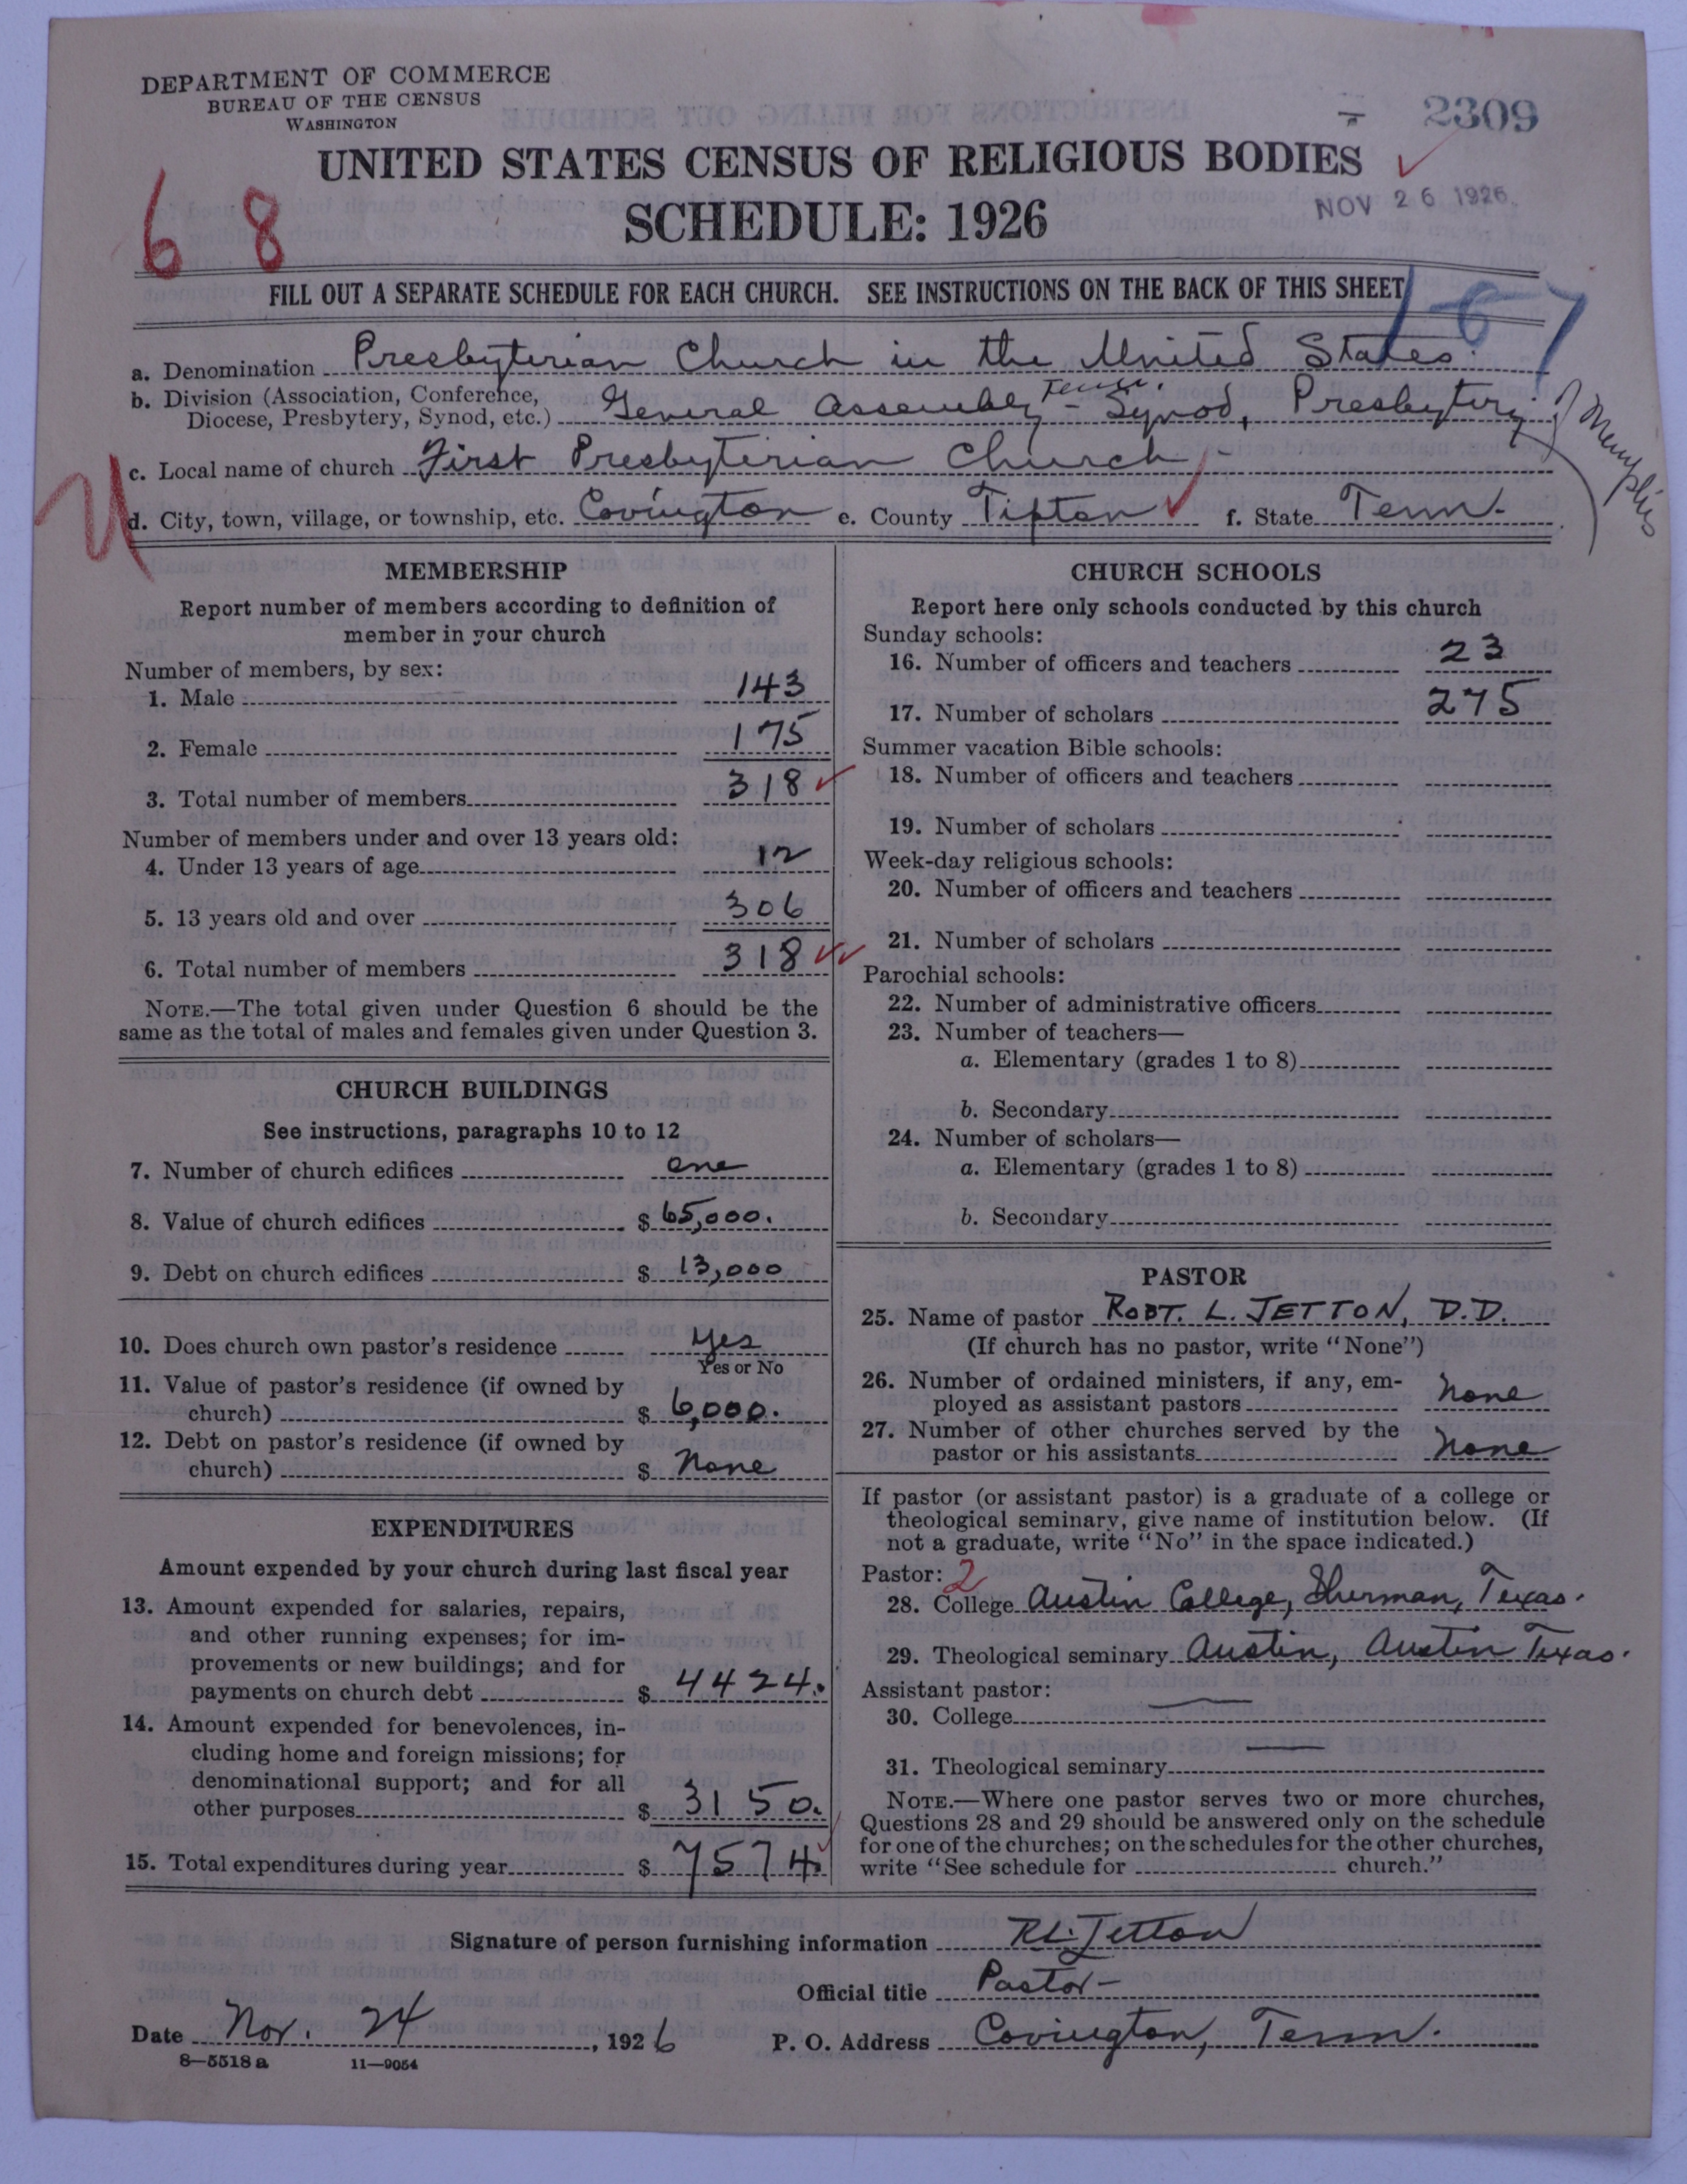 DEPARTMENT OF COMMERCE
BUREAU OF THE CENSUS
WASHINGTON
2309
UNITED STATES CENSUS OF RELIGIOUS BODIES
SCHEDULE: 1926
NOV 26 1926
68
FILL OUT A SEPARATE SCHEDULE FOR EACH CHURCH. SEE INSTRUCTIONS ON THE BACK OF THIS SHEET
1-67
a. Denomination Presbyterian Church in the United States.
b. Division (Association, Conference,
Diocese, Presbytery, Synod, etc.) General Assembly - Tenn. Synod, Presbytery Memphis
c. Local name of church First Presbyterian Church
d. City, town, village, or township, etc. Covington e. County Tipton f. State Tenn.
MEMBERSHIP
Report number of members according to definition of
member in your church
Number of members, by sex:
1. Male 143
2. Female 175
3. Total number of members 318
Number of members under and over 13 years old:
4. Under 13 years of age 12
5. 13 years old and over 306
6. Total number of members 318
NOTE.—The total given under Question 6 should be the
same as the total of males and females given under Question 3.
CHURCH BUILDINGS
See instructions, paragraphs 10 to 12
7. Number of church edifices one
8. Value of church edifices $ 65,000.
9. Debt on church edifices $ 13,000
10. Does church own pastor's residence yes
Yes or No
11. Value of pastor's residence (if owned by
church) $ 6,000.
12. Debt on pastor's residence (if owned by
church) $ None
EXPENDITURES
Amount expended by your church during last fiscal year
13. Amount expended for salaries, repairs,
and other running expenses; for im-
provements or new buildings; and for
payments on church debt $ 4424.
14. Amount expended for benevolences, in-
cluding home and foreign missions; for
denominational support; and for all
other purposes $ 3150.
15. Total expenditures during year $ 7574.
CHURCH SCHOOLS
Report here only schools conducted by this church
Sunday schools:
16. Number of officers and teachers 23
17. Number of scholars 275
Summer vacation Bible schools:
18. Number of officers and teachers
19. Number of scholars
Week-day religious schools:
20. Number of officers and teachers
21. Number of scholars
Parochial schools:
22. Number of administrative officers
23. Number of teachers—
a. Elementary (grades 1 to 8)
b. Secondary
24. Number of scholars—
a. Elementary (grades 1 to 8)
b. Secondary
PASTOR
25. Name of pastor ROBT. L. JETTON, D.D.
(If church has no pastor, write "None")
26. Number of ordained ministers, if any, em-
ployed as assistant pastors None
27. Number of other churches served by the
pastor or his assistants None
If pastor (or assistant pastor) is a graduate of a college or
theological seminary, give name of institution below. (If
not a graduate, write "No" in the space indicated.)
Pastor: 2
28. College Austin College, Sherman, Texas.
29. Theological seminary Austin, Austin Texas.
Assistant pastor:
30. College
31. Theological seminary
NOTE.—Where one pastor serves two or more churches,
Questions 28 and 29 should be answered only on the schedule
for one of the churches; on the schedules for the other churches,
write "See schedule for church."
Signature of person furnishing information R L. Jetton
Official title Pastor -
Date Nov. 24, 1926 P. O. Address Covington, Tenn.
8—5518 a 11—9054